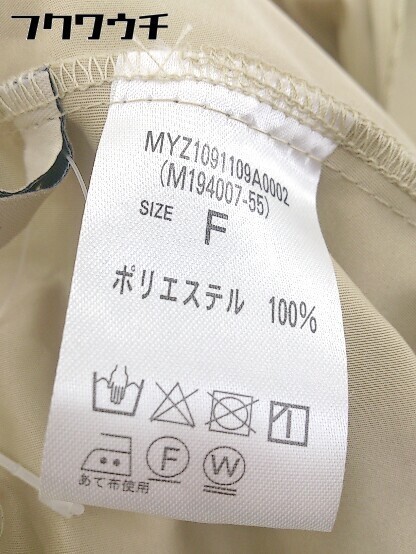 フクワウチ
MYZ1091109A0002
(M194007-55)
SIZE F
ポリエステル 100%
あて布使用 F W